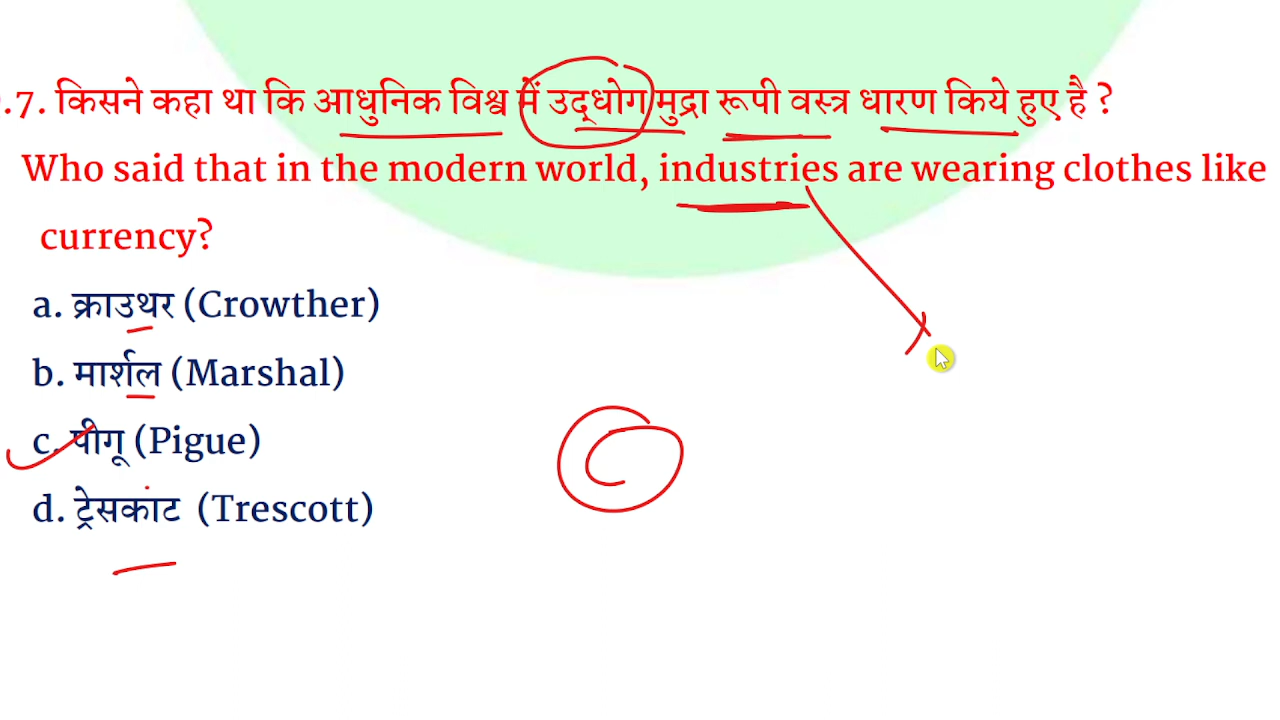 .7. किसने कहा था कि आधुनिक विश्व में उद्धोग मुद्रा रूपी वस्त्र धारण किये हुए है ?
Who said that in the modern world, industries are wearing clothes like
currency?
a. क्राउथर (Crowther)
b. मार्शल (Marshal)
c. पीगू (Pigue)
d. ट्रेसकांट (Trescott)